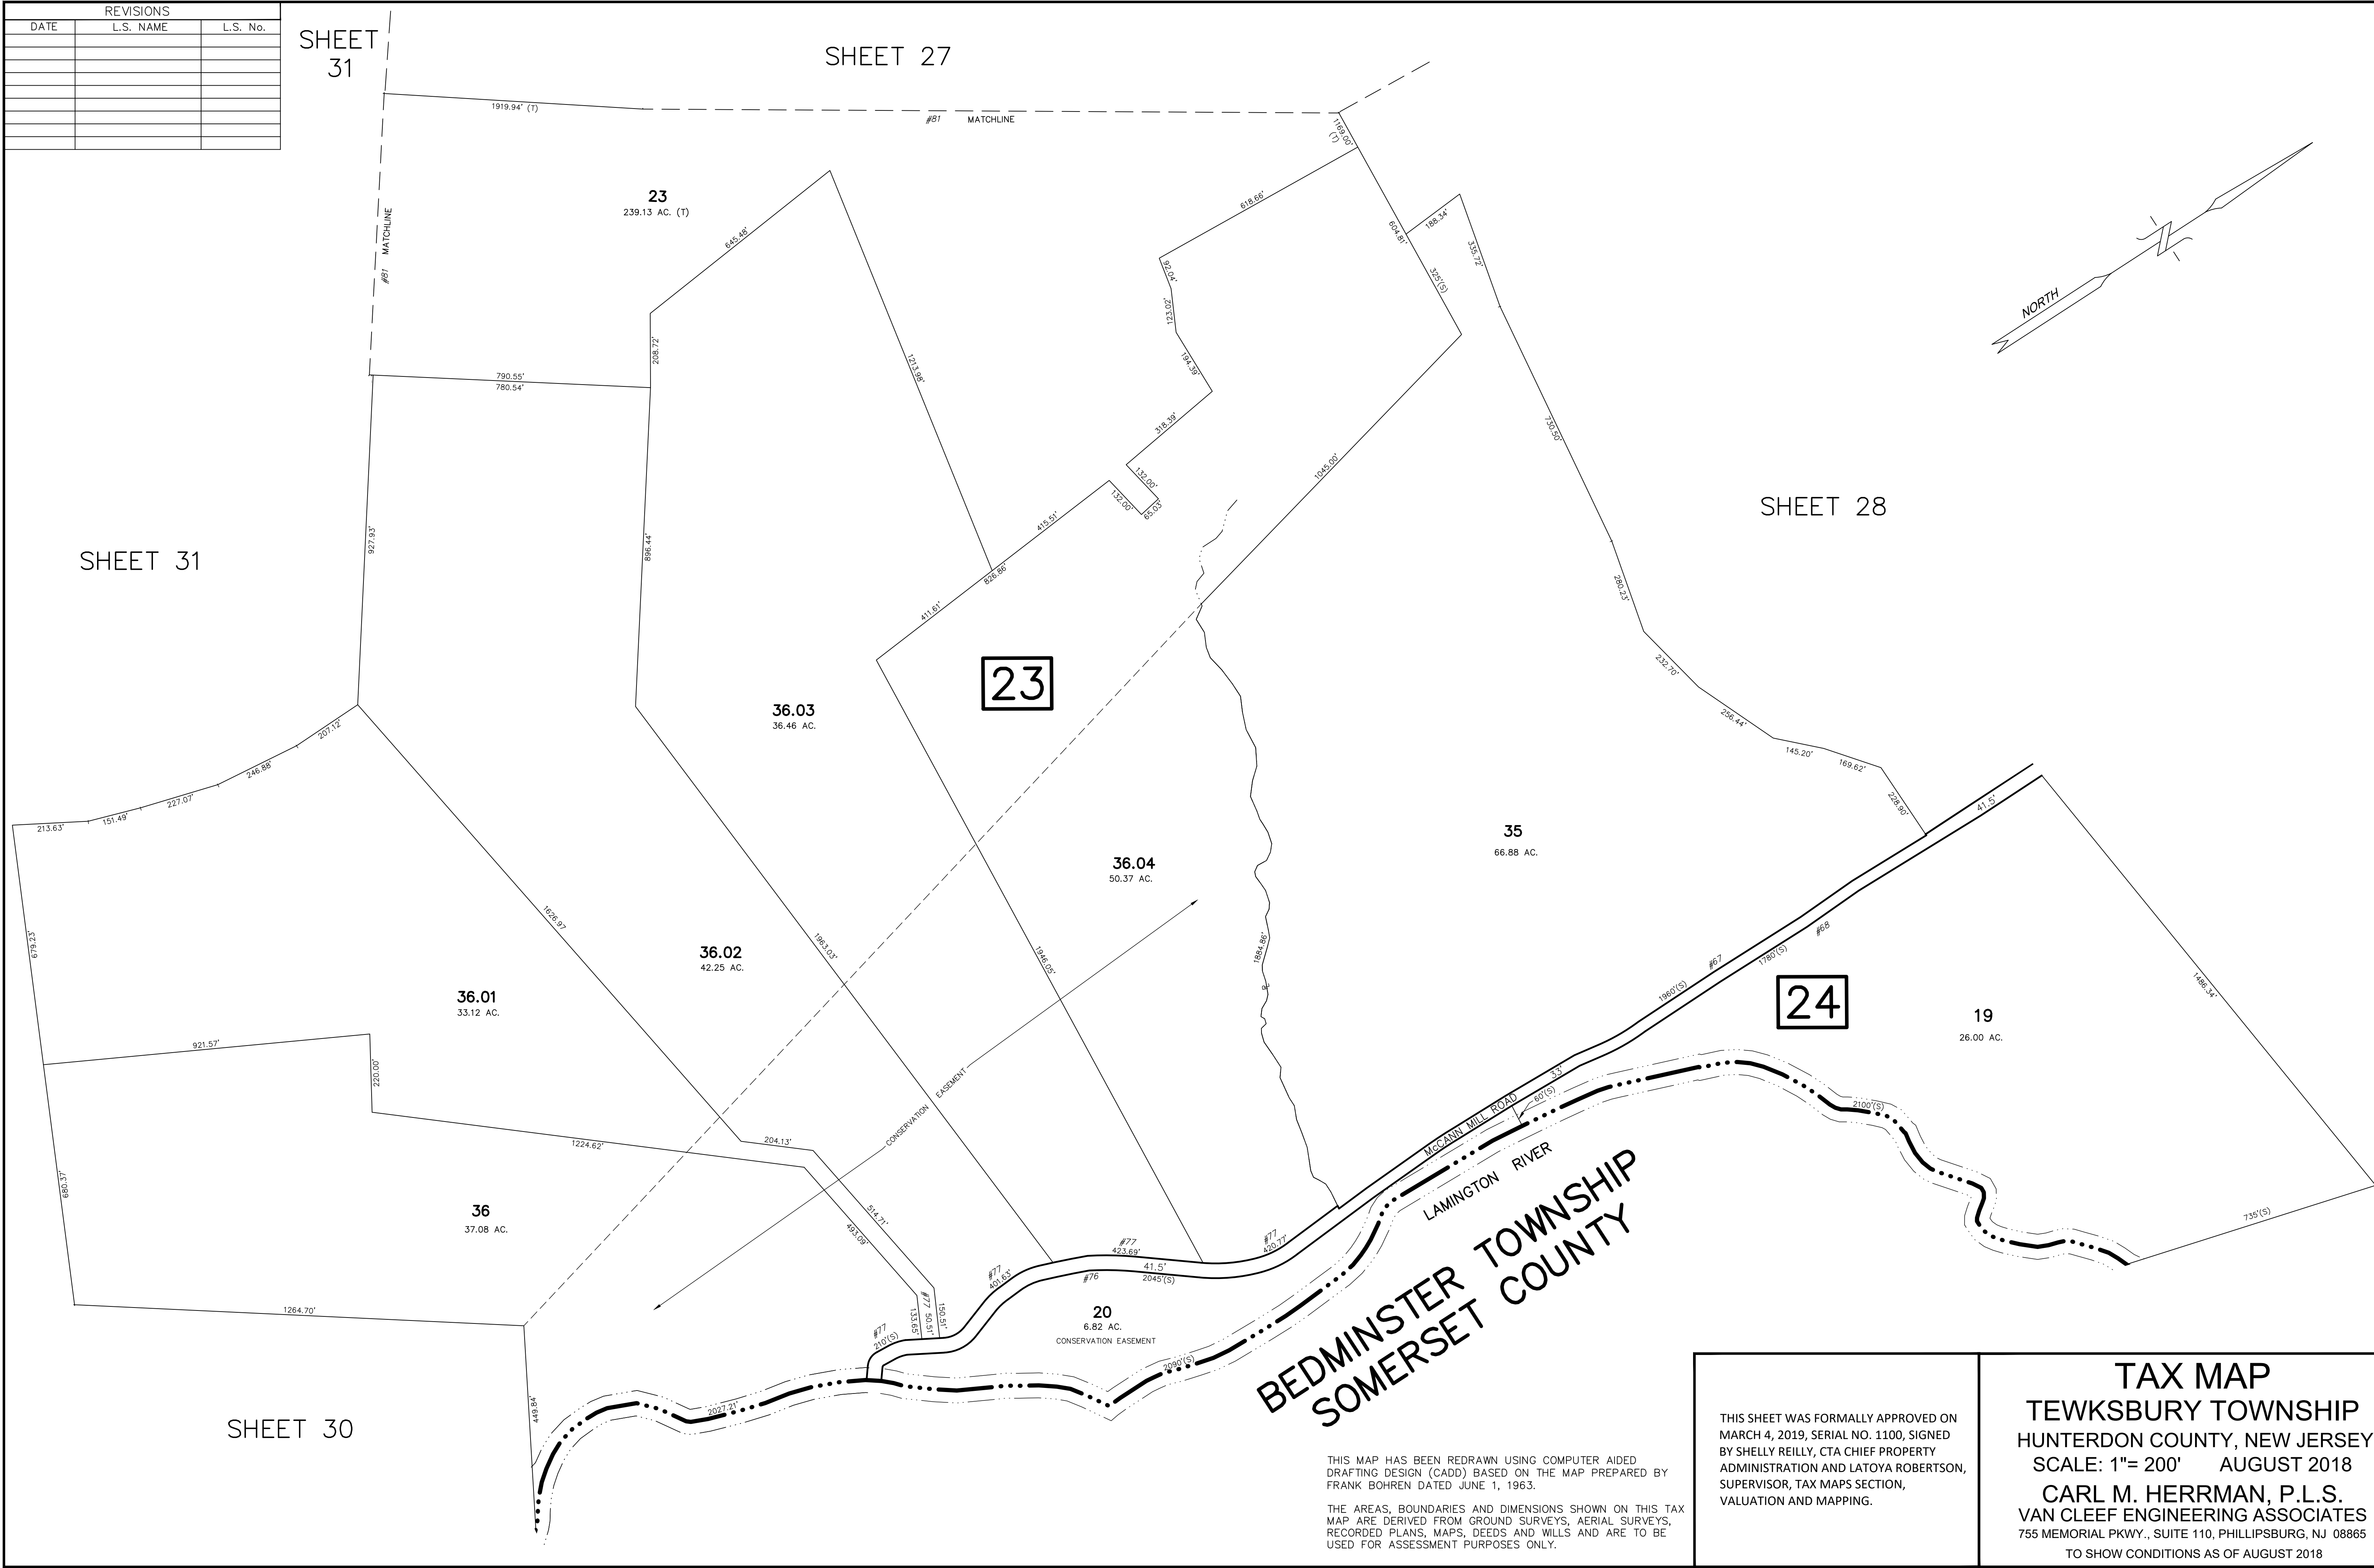 REVISIONS
DATE L.S. NAME L.S. No.
SHEET
31
SHEET 27
1919.94' (T)
#81 MATCHLINE
1169.00'
(T)
23
239.13 AC. (T)
#81 MATCHLINE
645.48'
618.66'
604.81'
188.34'
335.72'
325'(S)
92.04'
123.02'
194.39'
NORTH
208.72'
1213.98'
790.55'
780.54'
318.39'
132.00'
132.00'
65.03'
1045.00'
730.50'
SHEET 28
SHEET 31
927.93'
896.44'
415.51'
826.86'
411.61'
280.23'
232.70'
256.44'
145.20'
169.62'
228.90'
41.5'
23
36.03
36.46 AC.
207.12'
246.88'
227.07'
151.49'
213.63'
35
66.88 AC.
36.04
50.37 AC.
1626.97
679.23'
36.02
42.25 AC.
1963.03'
1946.05'
1884.86'
#68
1780'(S)
#67
1960'(S)
24
19
26.00 AC.
1486.34'
36.01
33.12 AC.
921.57'
220.00'
CONSERVATION EASEMENT
33'
60'(S)
McCANN MILL ROAD
2100'(S)
1224.62'
204.13'
680.37'
LAMINGTON RIVER
BEDMINSTER TOWNSHIP
SOMERSET COUNTY
735'(S)
36
37.08 AC.
514.71'
493.09'
#77
423.69'
#77
420.77'
#77
401.63'
#76
41.5'
2045'(S)
1264.70'
133.65'
#77 50.51'
150.51'
#77
210'(S)
20
6.82 AC.
CONSERVATION EASEMENT
2090'(S)
449.84'
2027.21'
SHEET 30
THIS MAP HAS BEEN REDRAWN USING COMPUTER AIDED
DRAFTING DESIGN (CADD) BASED ON THE MAP PREPARED BY
FRANK BOHREN DATED JUNE 1, 1963.
THE AREAS, BOUNDARIES AND DIMENSIONS SHOWN ON THIS TAX
MAP ARE DERIVED FROM GROUND SURVEYS, AERIAL SURVEYS,
RECORDED PLANS, MAPS, DEEDS AND WILLS AND ARE TO BE
USED FOR ASSESSMENT PURPOSES ONLY.
THIS SHEET WAS FORMALLY APPROVED ON
MARCH 4, 2019, SERIAL NO. 1100, SIGNED
BY SHELLY REILLY, CTA CHIEF PROPERTY
ADMINISTRATION AND LATOYA ROBERTSON,
SUPERVISOR, TAX MAPS SECTION,
VALUATION AND MAPPING.
TAX MAP
TEWKSBURY TOWNSHIP
HUNTERDON COUNTY, NEW JERSEY
SCALE: 1"= 200' AUGUST 2018
CARL M. HERRMAN, P.L.S.
VAN CLEEF ENGINEERING ASSOCIATES
755 MEMORIAL PKWY., SUITE 110, PHILLIPSBURG, NJ 08865
TO SHOW CONDITIONS AS OF AUGUST 2018